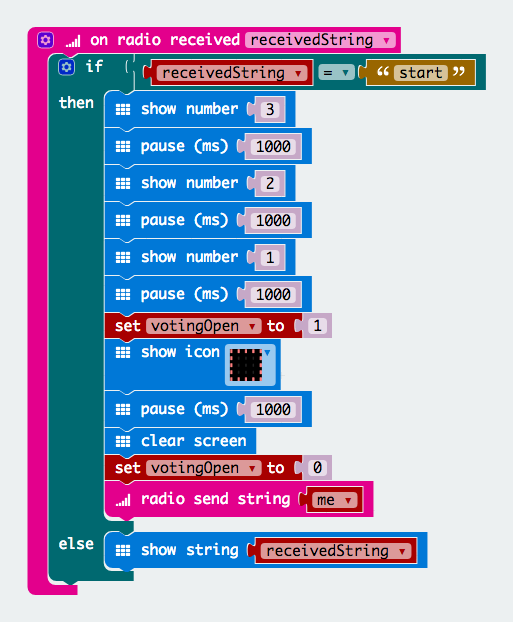 on radio received receivedString
if receivedString = “ start ”
then
show number 3
pause (ms) 1000
show number 2
pause (ms) 1000
show number 1
pause (ms) 1000
set votingOpen to 1
show icon
pause (ms) 1000
clear screen
set votingOpen to 0
radio send string me
else show string receivedString